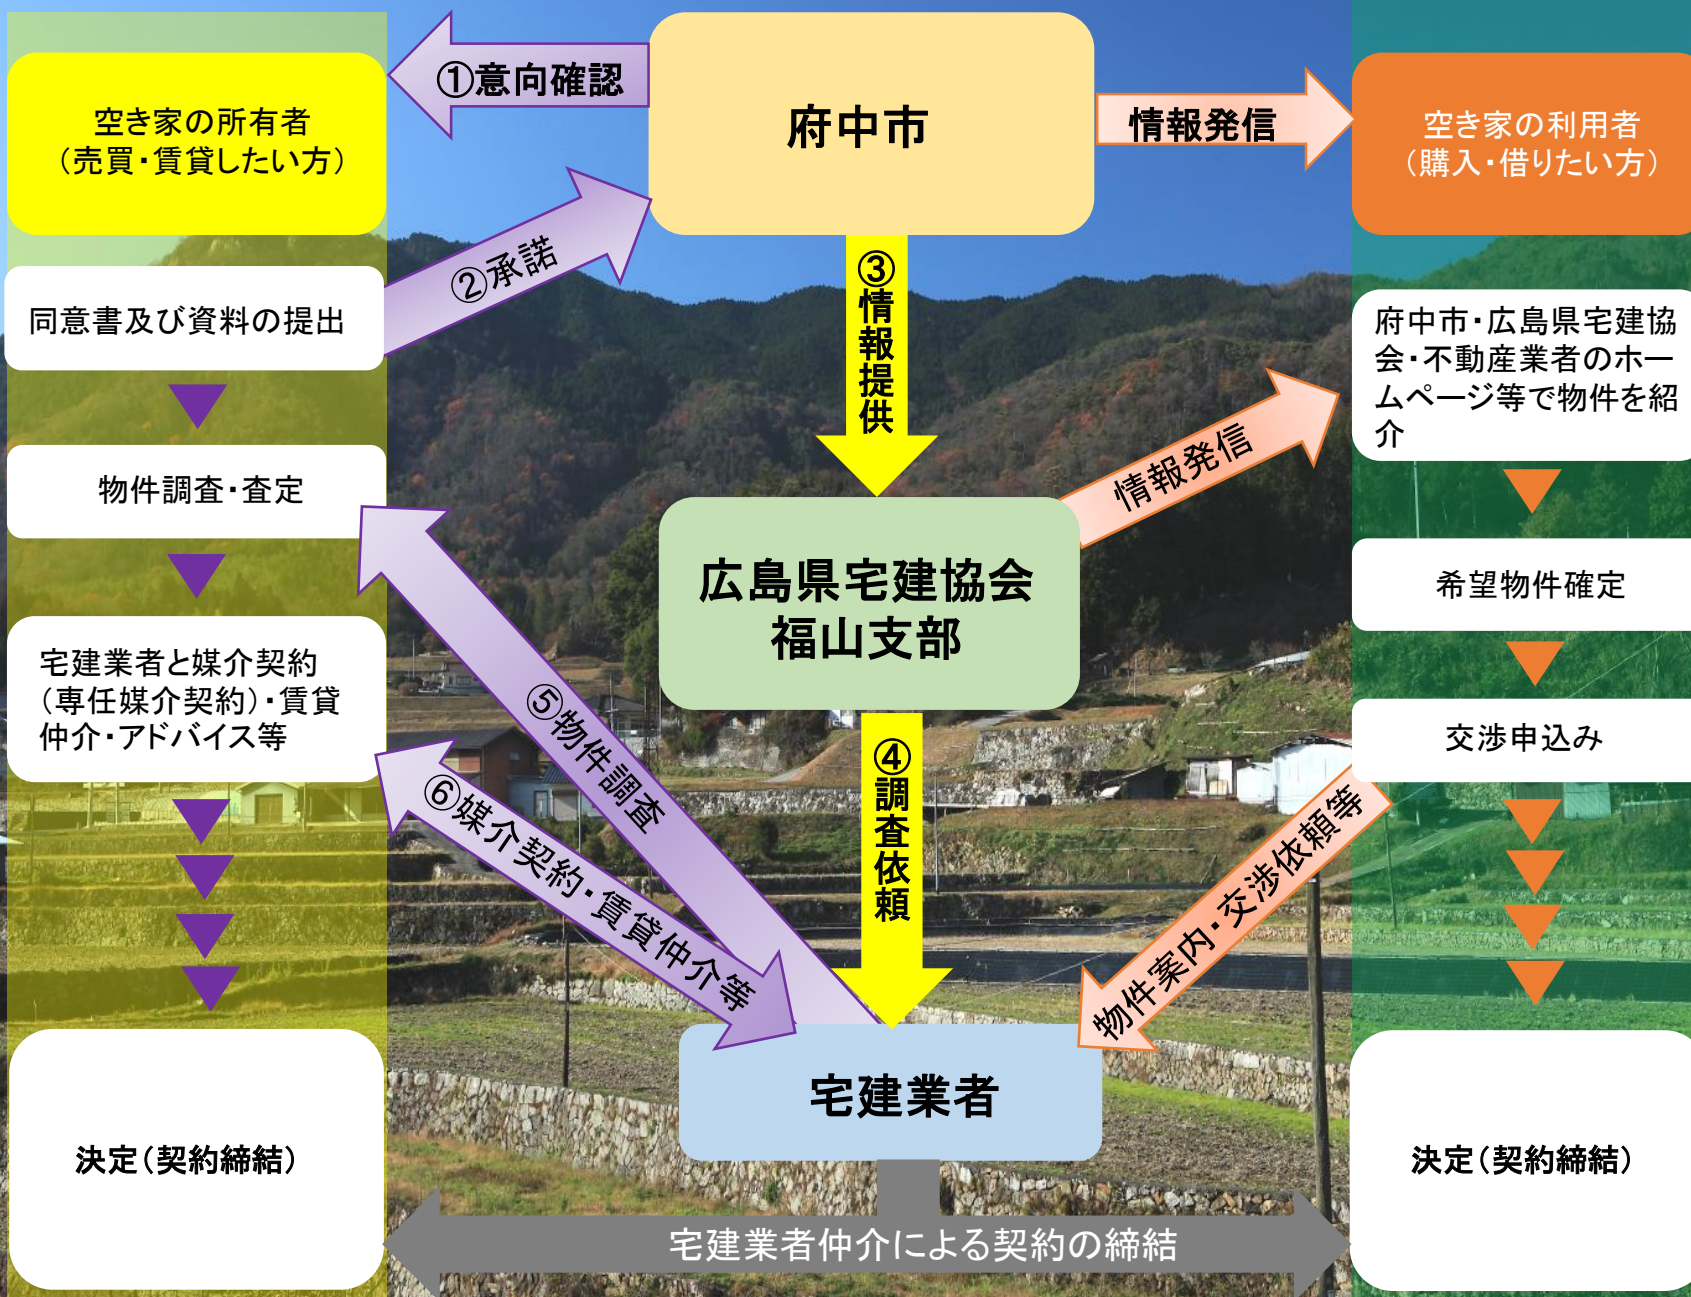 ①意向確認
府中市
情報発信
空き家の所有者
（売買・賃貸したい方）
空き家の利用者
（購入・借りたい方）
②承諾
③情報提供
同意書及び資料の提出
府中市・広島県宅建協
会・不動産業者のホー
ムページ等で物件を紹
介
情報発信
物件調査・査定
広島県宅建協会
福山支部
希望物件確定
宅建業者と媒介契約
（専任媒介契約）・賃貸
仲介・アドバイス等
⑤物件調査
④調査依頼
交渉申込み
⑥媒介契約・賃貸仲介等
物件案内・交渉依頼等
宅建業者
決定（契約締結）
決定（契約締結）
宅建業者仲介による契約の締結